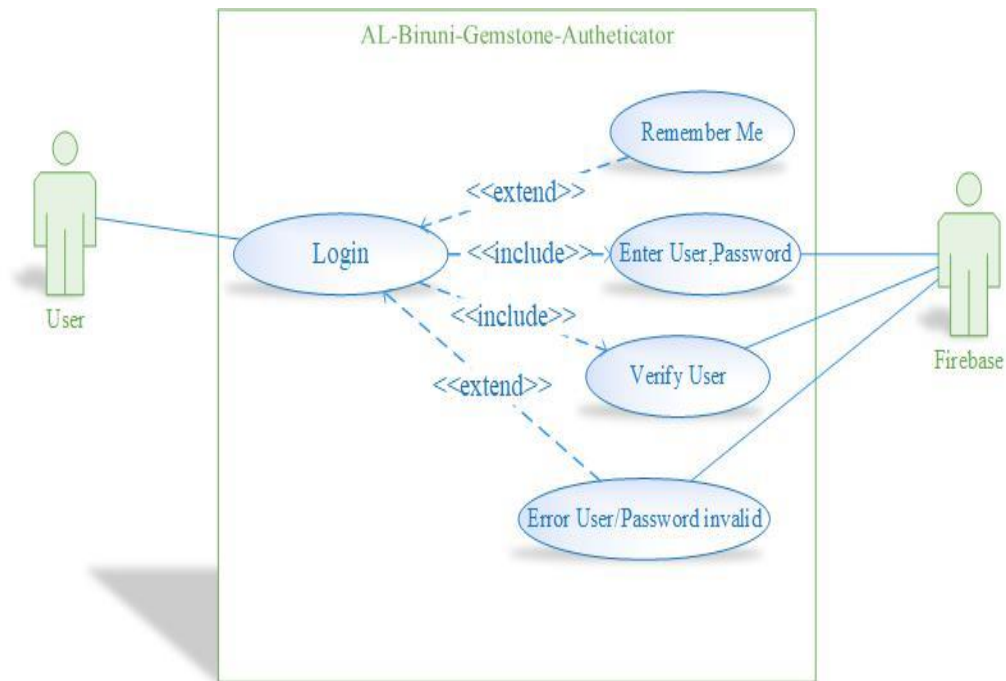 AL-Biruni-Gemstone-Autheticator
Remember Me
<<extend>>
Login
<<include>>
Enter User,Password
User
<<include>>
Verify User
Firebase
<<extend>>
Error User/Password invalid